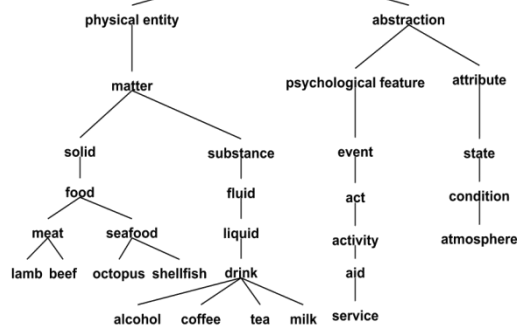 physical entity abstraction
matter psychological feature attribute
solid substance event state
food fluid act condition
meat seafood liquid activity atmosphere
lamb beef octopus shellfish drink aid
alcohol coffee tea milk service